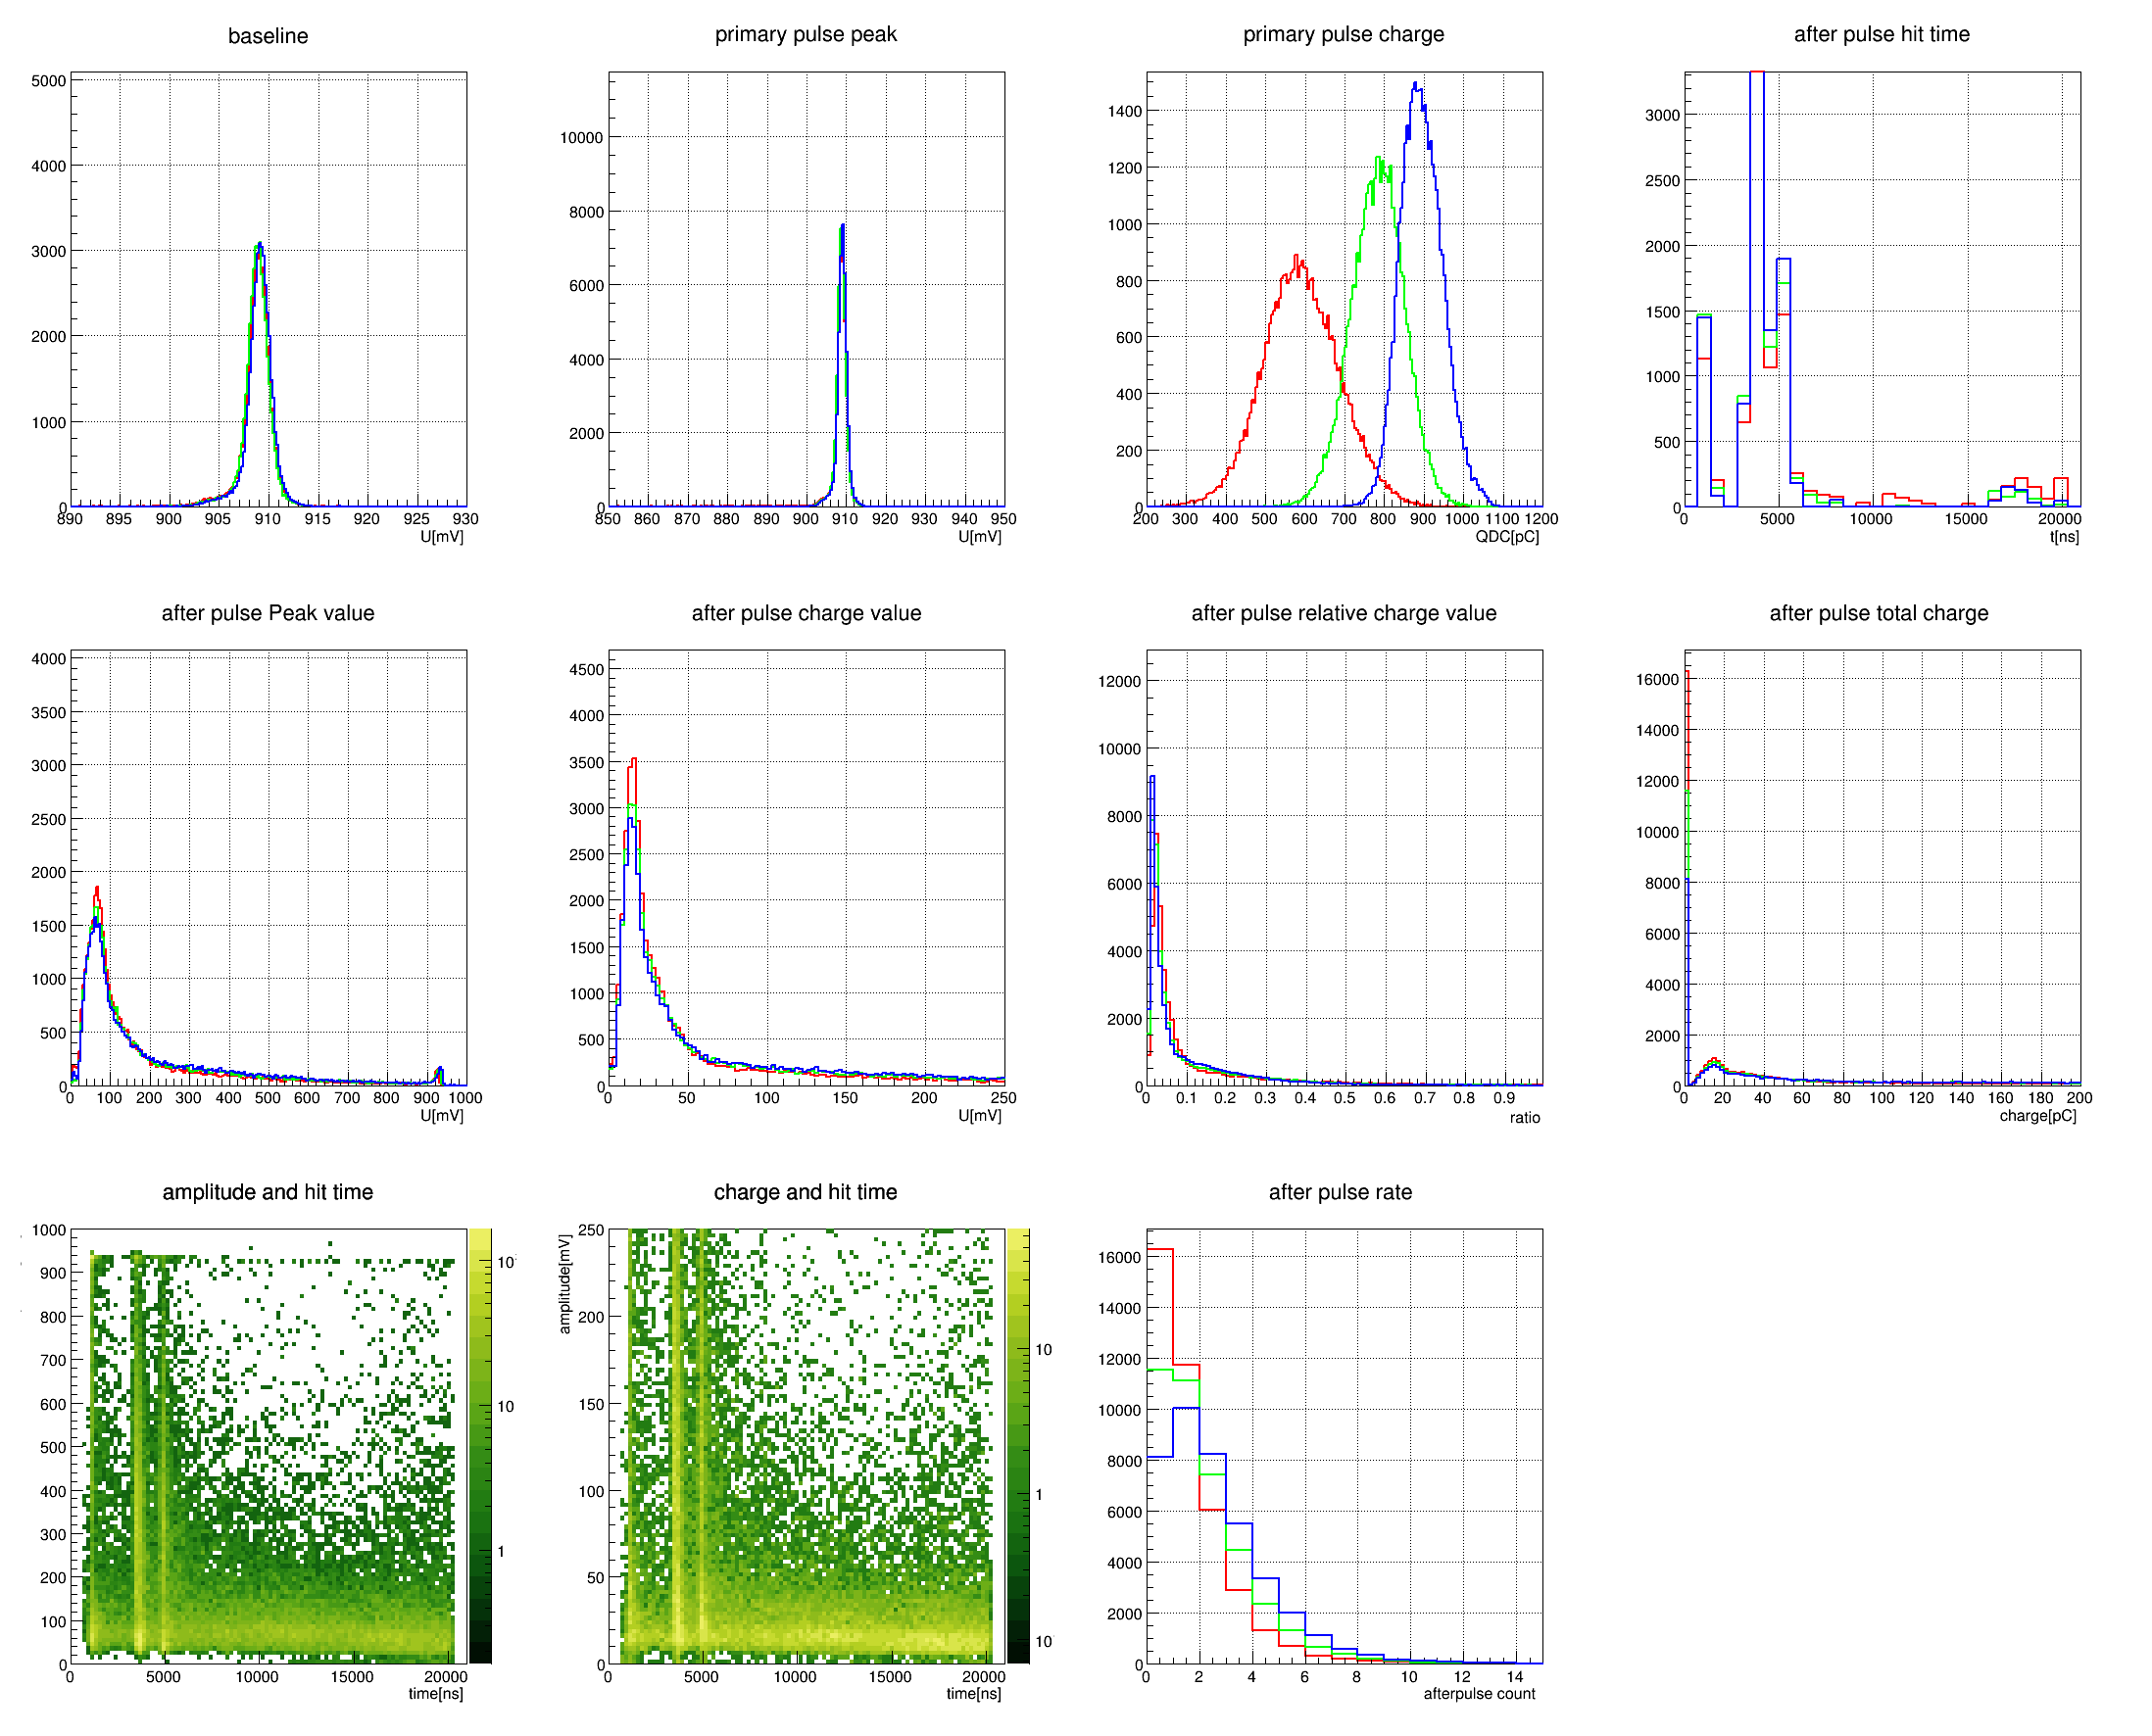 baseline
5000
4000
3000
2000
1000
0
890 895 900 905 910 915 920 925 930
U[mV]
primary pulse peak
10000
8000
6000
4000
2000
0
850 860 870 880 890 900 910 920 930 940 950
U[mV]
primary pulse charge
1400
1200
1000
800
600
400
200
0
200 300 400 500 600 700 800 900 1000 1100 1200
QDC[pC]
after pulse hit time
3000
2500
2000
1500
1000
500
0
0 5000 10000 15000 20000
t[ns]
after pulse Peak value
4000
3500
3000
2500
2000
1500
1000
500
0
0 100 200 300 400 500 600 700 800 900 1000
U[mV]
after pulse charge value
4500
4000
3500
3000
2500
2000
1500
1000
500
0
0 50 100 150 200 250
U[mV]
after pulse relative charge value
12000
10000
8000
6000
4000
2000
0
0 0.1 0.2 0.3 0.4 0.5 0.6 0.7 0.8 0.9
ratio
after pulse total charge
16000
14000
12000
10000
8000
6000
4000
2000
0
0 20 40 60 80 100 120 140 160 180 200
charge[pC]
amplitude and hit time
1000
900
800
700
600
500
400
300
200
100
0
0 5000 10000 15000 20000
time[ns]
10
10
1
charge and hit time
amplitude[mV]
250
200
150
100
50
0
0 5000 10000 15000 20000
time[ns]
10
1
10
after pulse rate
16000
14000
12000
10000
8000
6000
4000
2000
0
0 2 4 6 8 10 12 14
afterpulse count